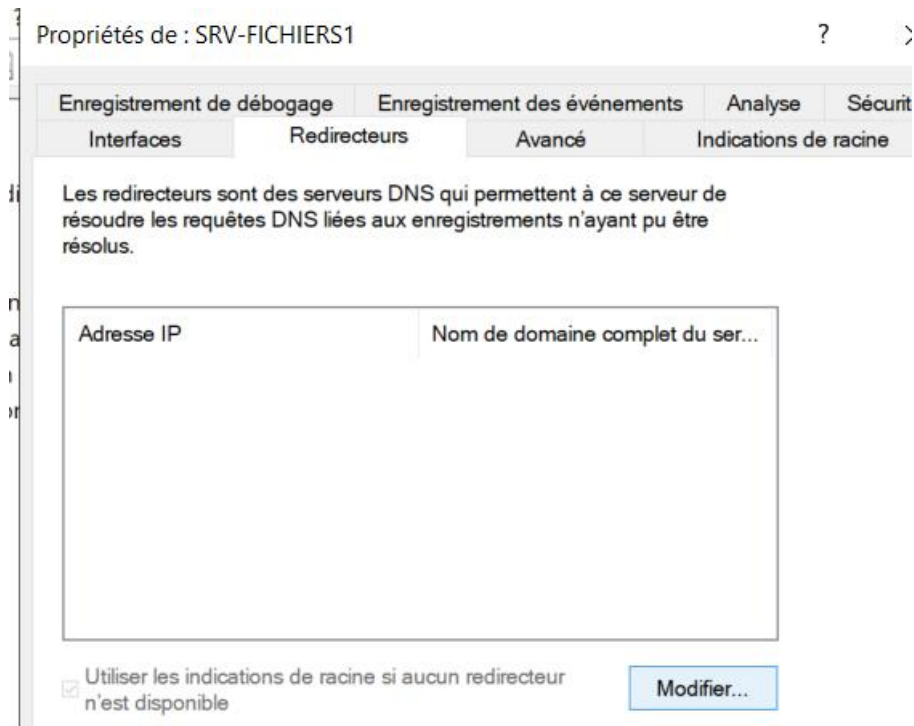 Propriétés de : SRV-FICHIERS1 ?
Enregistrement de débogage Enregistrement des événements Analyse Sécurit
Interfaces Redirecteurs Avancé Indications de racine
Les redirecteurs sont des serveurs DNS qui permettent à ce serveur de
résoudre les requêtes DNS liées aux enregistrements n'ayant pu être
résolus.
Adresse IP Nom de domaine complet du ser...
Utiliser les indications de racine si aucun redirecteur
n'est disponible
Modifier...